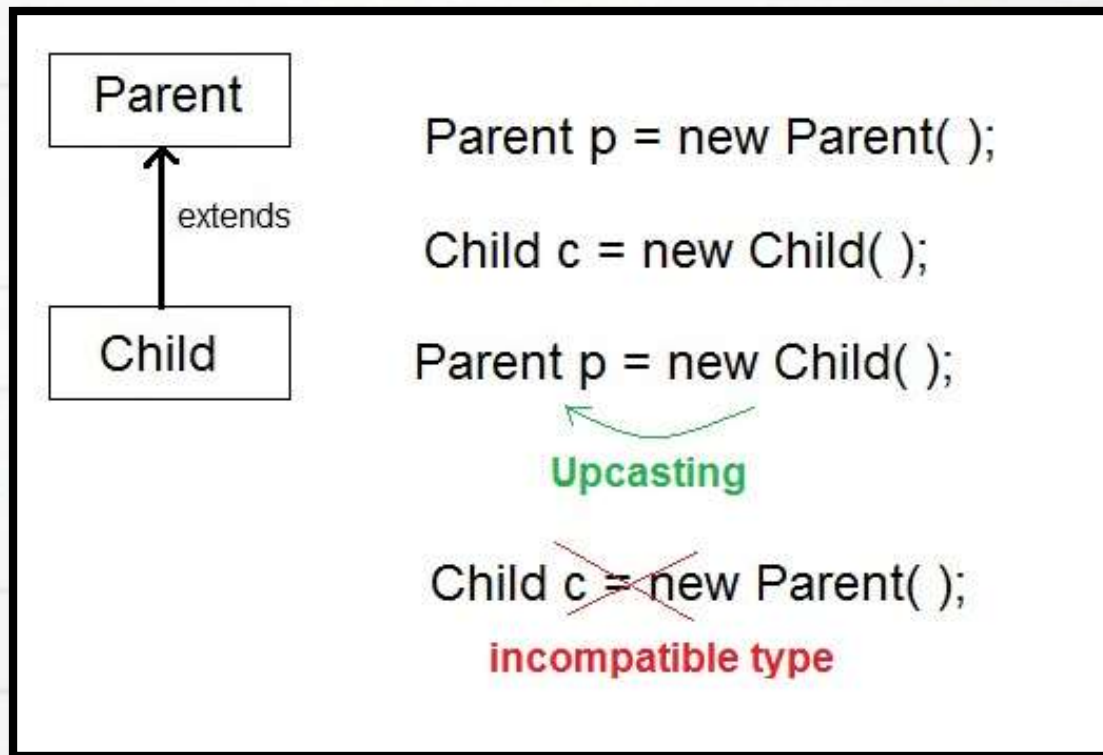 Parent
extends
Child
Parent p = new Parent( );
Child c = new Child( );
Parent p = new Child( );
Upcasting
Child c = new Parent( );
incompatible type